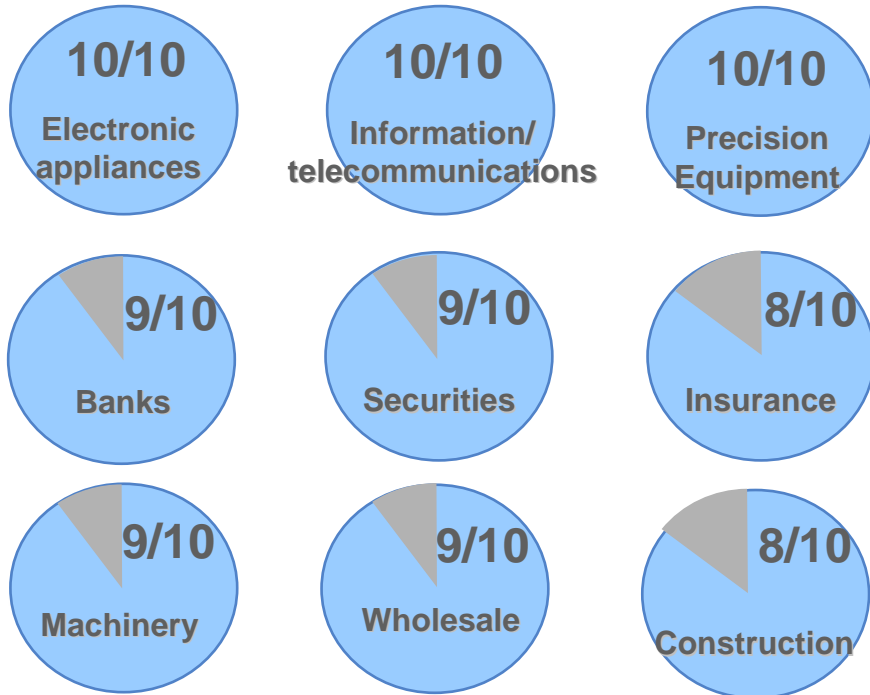 10/10
Electronic
appliances
10/10
Information/
telecommunications
10/10
Precision
Equipment
9/10
Banks
9/10
Securities
8/10
Insurance
9/10
Machinery
9/10
Wholesale
8/10
Construction